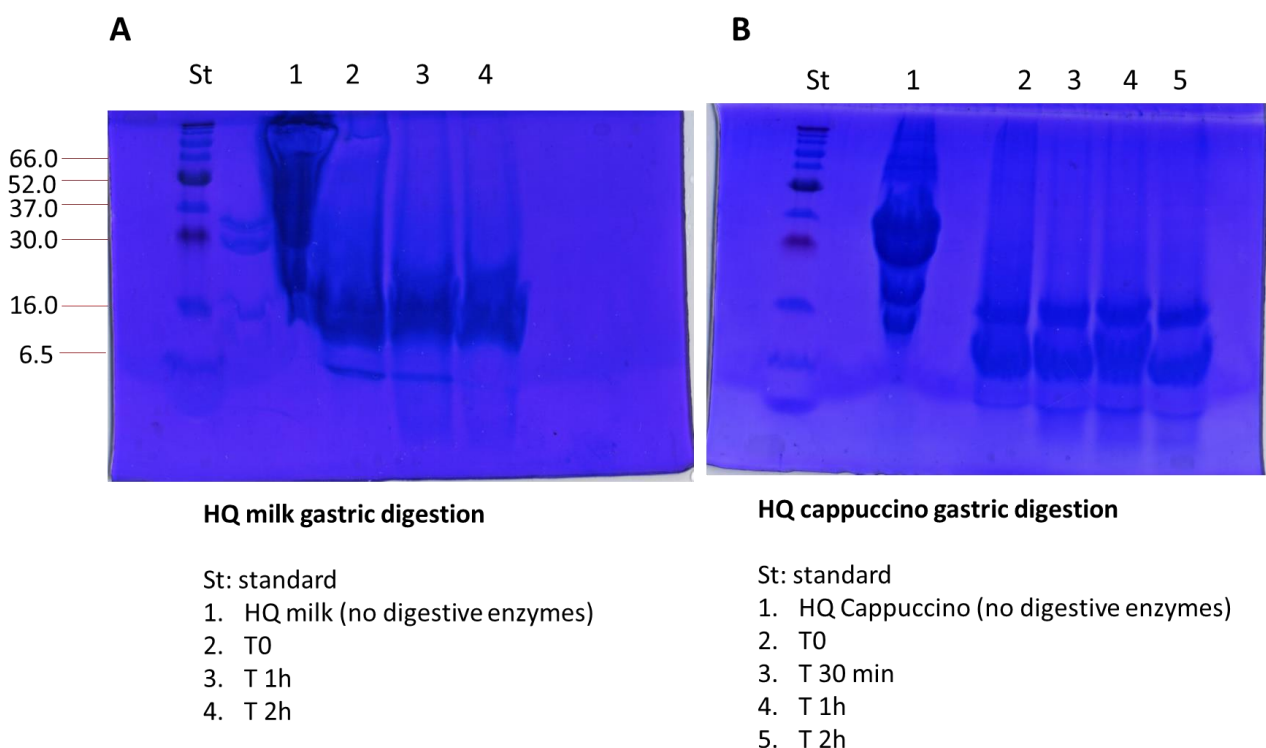 A
St 1 2 3 4
66.0
52.0
37.0
30.0
16.0
6.5
HQ milk gastric digestion
St: standard
1. HQ milk (no digestive enzymes)
2. T0
3. T 1h
4. T 2h
B
St 1 2 3 4 5
HQ cappuccino gastric digestion
St: standard
1. HQ Cappuccino (no digestive enzymes)
2. T0
3. T 30 min
4. T 1h
5. T 2h